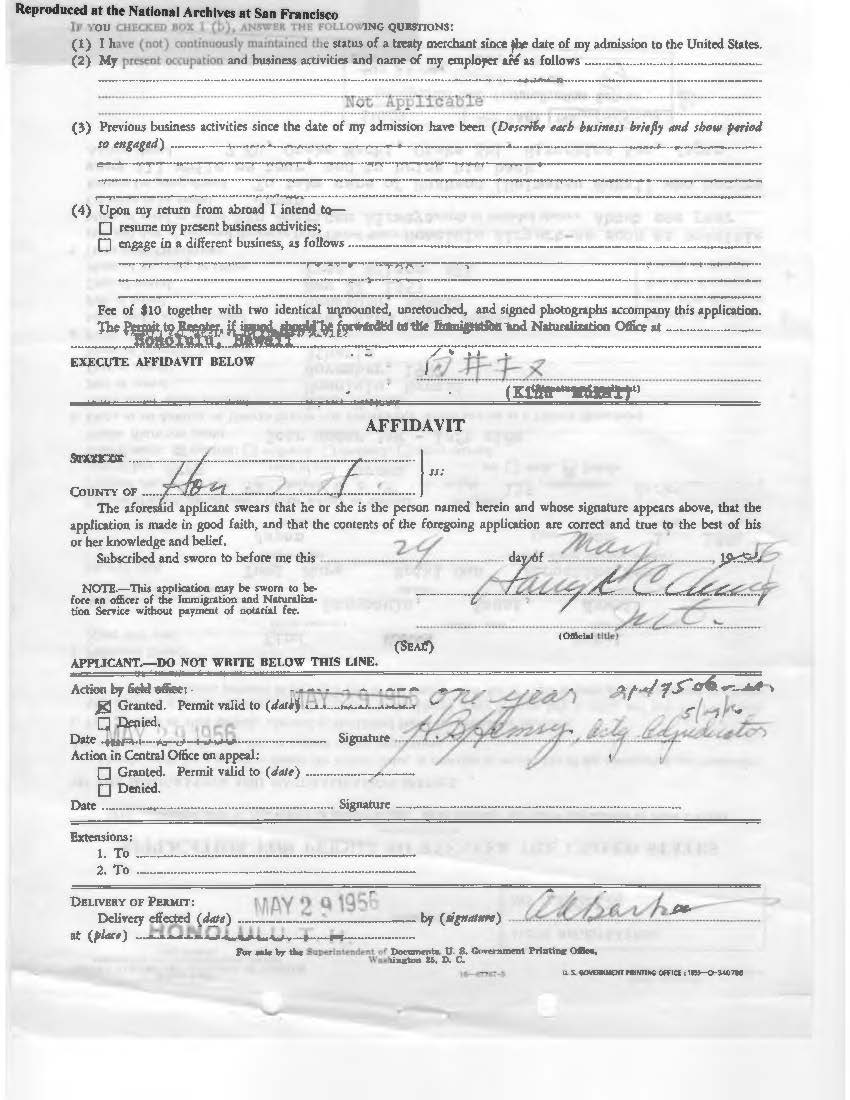 Reproduced at the National Archives at San Francisco
IF YOU CHECKED BOX 1 (b), ANSWER THE FOLLOWING QUESTIONS:
(1) I have (not) continuously maintained the status of a treaty merchant since the date of my admission to the United States.
(2) My present occupation and business activities and name of my employer are as follows
Not Applicable
(3) Previous business activities since the date of my admission have been (Describe each business briefly and show period
so engaged)
(4) Upon my return from abroad I intend to—
resume my present business activities;
engage in a different business, as follows
Fee of $10 together with two identical unmounted, unretouched, and signed photographs accompany this application.
The Permit to Reenter, if issued, should be forwarded to the Immigration and Naturalization Office at
Honolulu, Hawaii
EXECUTE AFFIDAVIT BELOW
向井キヌ
(Kinu Mukai)
AFFIDAVIT
ss:
COUNTY OF Hon
The aforesaid applicant swears that he or she is the person named herein and whose signature appears above, that the
application is made in good faith, and that the contents of the foregoing application are correct and true to the best of his
or her knowledge and belief.
Subscribed and sworn to before me this 29 day of May, 1956
NOTE.—This application may be sworn to be-
fore an officer of the Immigration and Naturaliza-
tion Service without payment of notarial fee.
(Official title)
(SEAL)
APPLICANT.—DO NOT WRITE BELOW THIS LINE.
Action by field office:
Granted. Permit valid to (date) MAY 29 1956 one year
Denied.
Date MAY 29 1956 Signature Actg Adjudicator
Action in Central Office on appeal:
Granted. Permit valid to (date)
Denied.
Date Signature
Extensions:
1. To
2. To
DELIVERY OF PERMIT:
Delivery effected (date) MAY 29 1956 by (signature)
at (place) HONOLULU, T. H.
For sale by the Superintendent of Documents, U. S. Government Printing Office,
Washington 25, D. C.
U. S. GOVERNMENT PRINTING OFFICE : 1955—O-340786